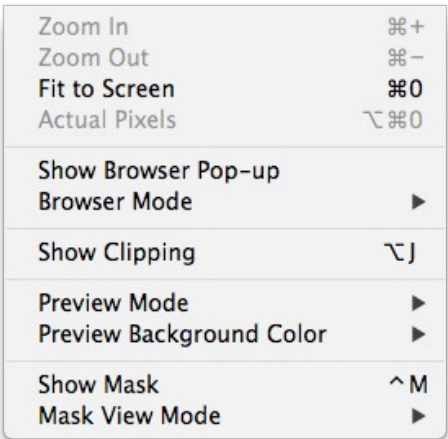 Zoom In ⌘+
Zoom Out ⌘−
Fit to Screen ⌘0
Actual Pixels ⌥⌘0
Show Browser Pop-up
Browser Mode ▶
Show Clipping ⌥J
Preview Mode ▶
Preview Background Color ▶
Show Mask ^M
Mask View Mode ▶